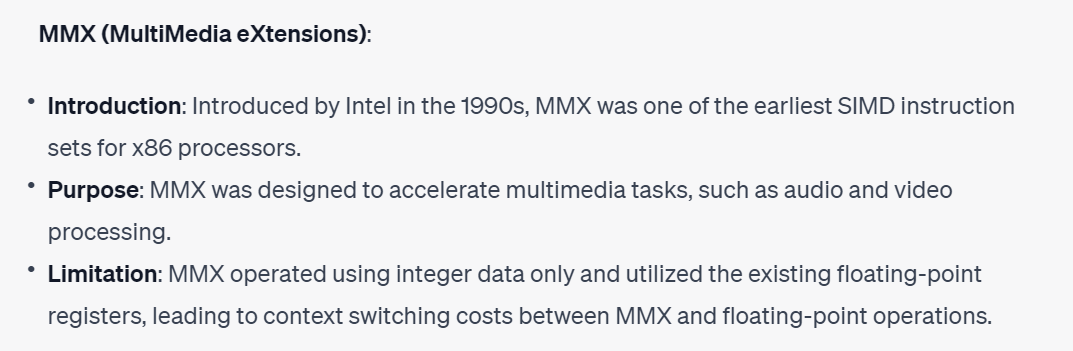 MMX (MultiMedia eXtensions):
• Introduction: Introduced by Intel in the 1990s, MMX was one of the earliest SIMD instruction
sets for x86 processors.
• Purpose: MMX was designed to accelerate multimedia tasks, such as audio and video
processing.
• Limitation: MMX operated using integer data only and utilized the existing floating-point
registers, leading to context switching costs between MMX and floating-point operations.